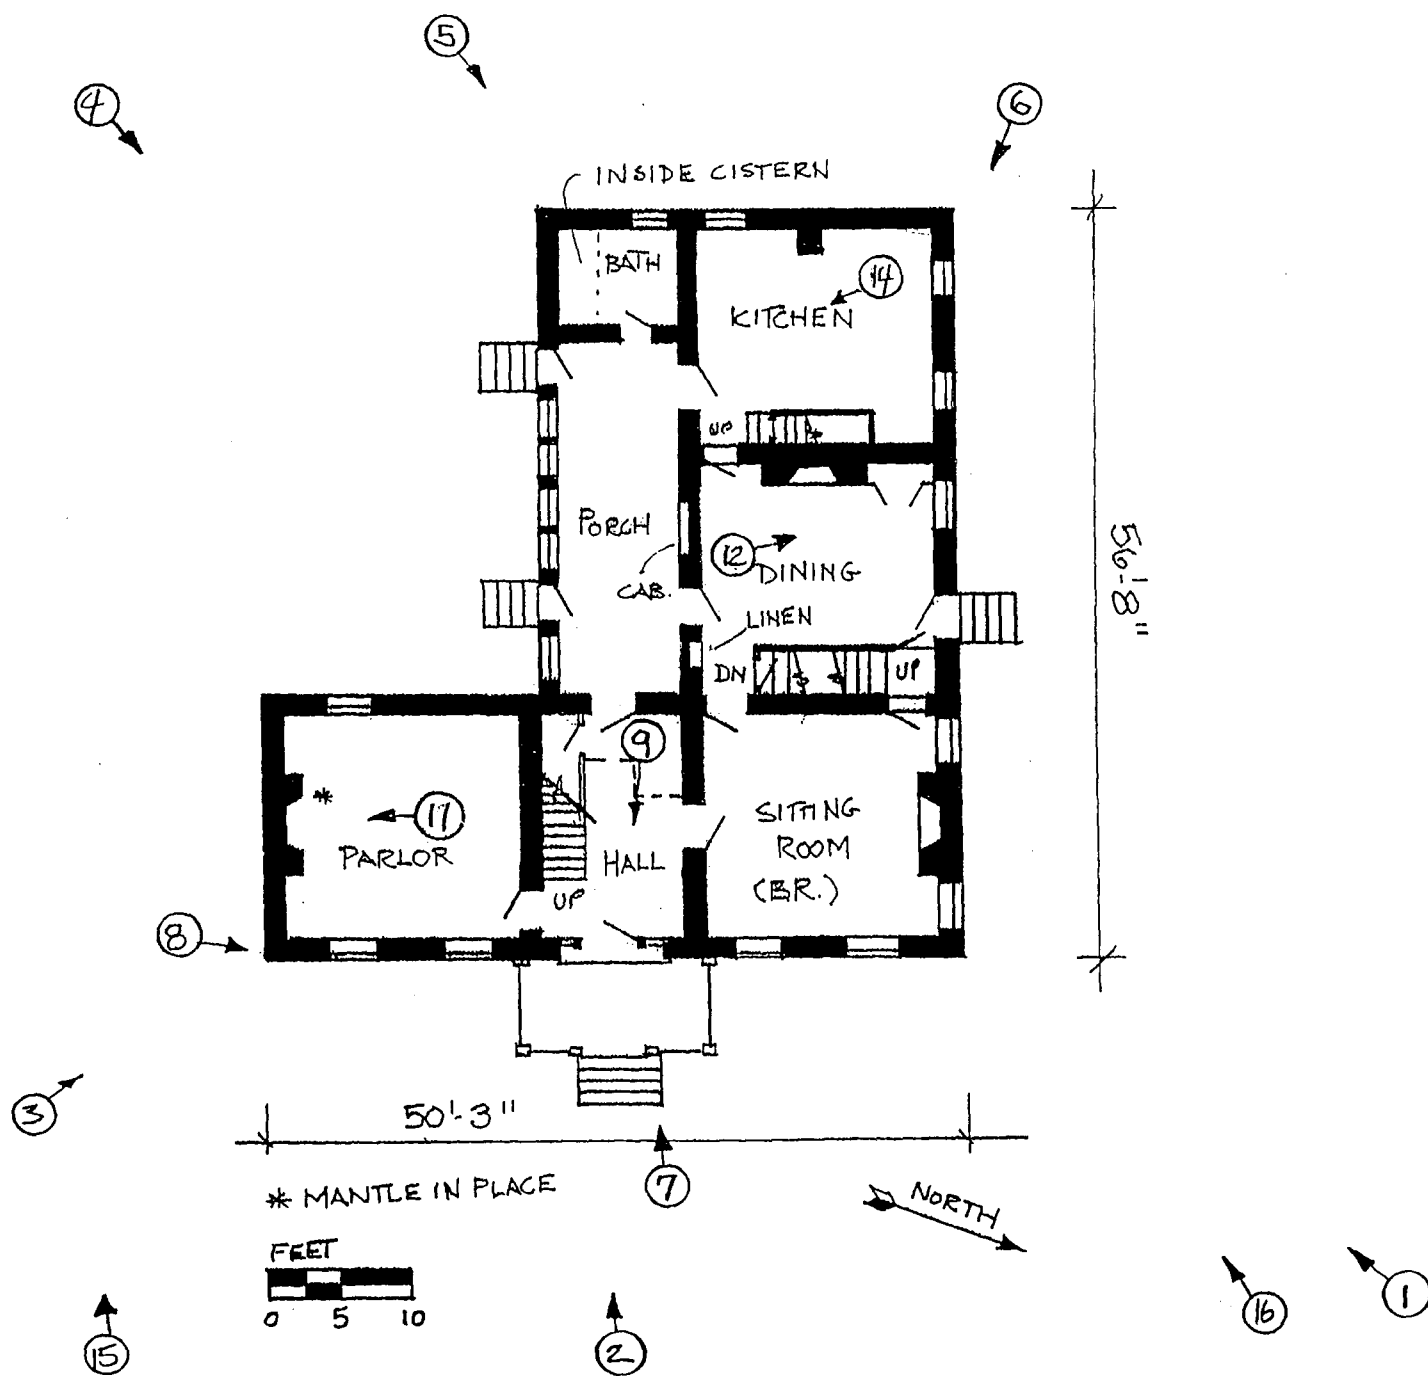 5
4
6
INSIDE CISTERN
BATH
14
KITCHEN
UP
PORCH
12
DINING
CAB.
LINEN
56'-8"
DN
UP
9
17
SITTING
ROOM
(BR.)
PARLOR
HALL
UP
8
3
50'-3"
7
* MANTLE IN PLACE
NORTH
FEET
0 5 10
16
1
15
2